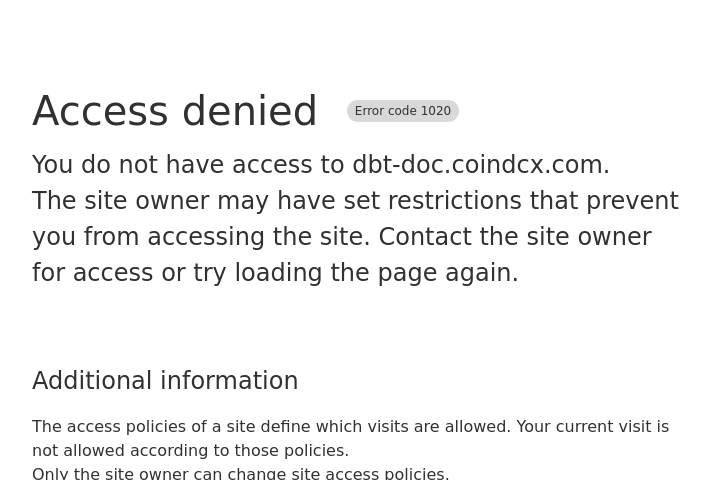 Access denied Error code 1020
You do not have access to dbt-doc.coindcx.com.
The site owner may have set restrictions that prevent
you from accessing the site. Contact the site owner
for access or try loading the page again.
Additional information
The access policies of a site define which visits are allowed. Your current visit is
not allowed according to those policies.
Only the site owner can change site access policies.